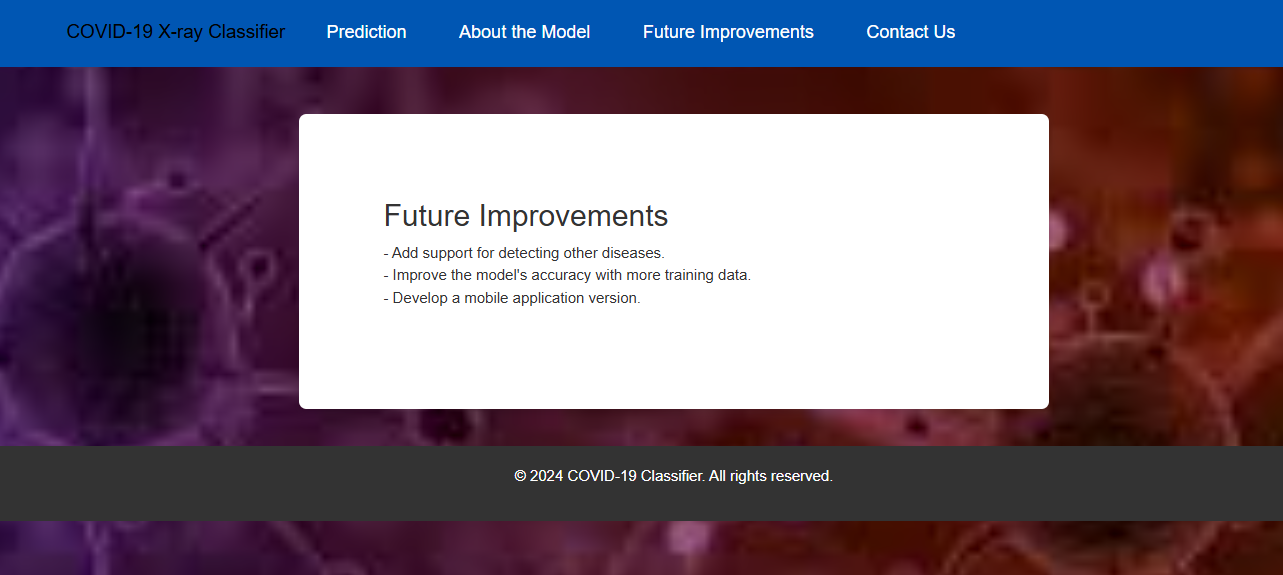 COVID-19 X-ray Classifier Prediction About the Model Future Improvements Contact Us
Future Improvements
- Add support for detecting other diseases.
- Improve the model's accuracy with more training data.
- Develop a mobile application version.
© 2024 COVID-19 Classifier. All rights reserved.